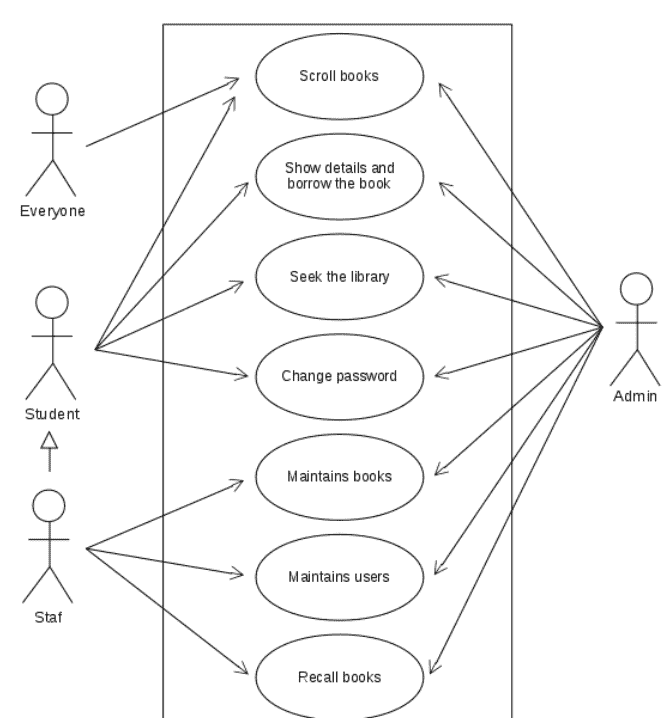 Scroll books
Everyone
Show details and
borrow the book
Seek the library
Student
Change password
Admin
Maintains books
Staf
Maintains users
Recall books